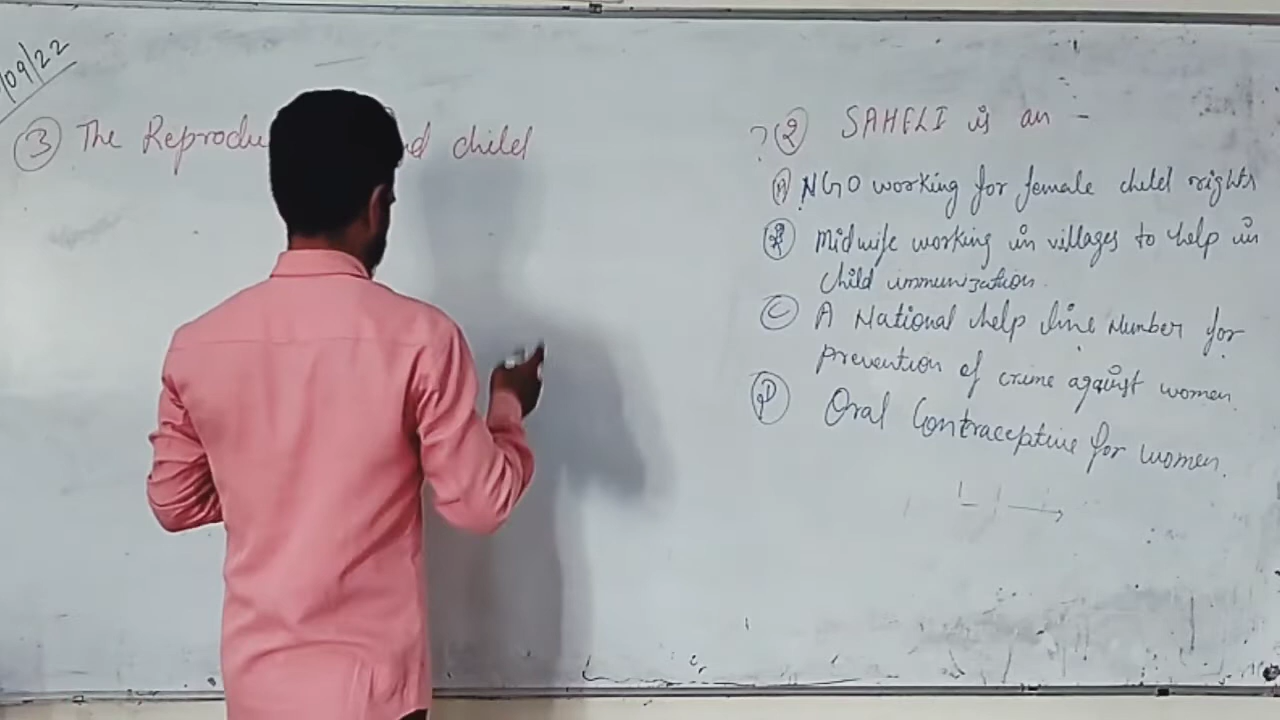 /09/22
③ The Reprodu nd child
?② SAHELI is an -
Ⓐ NGO working for female child rights
Ⓑ Midwife working in villages to help in
child immunization.
Ⓒ A National help line Number for
prevention of crime against women.
Ⓓ Oral Contraceptive for women.